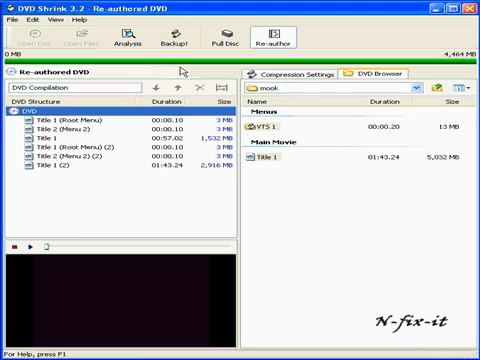 DVD Shrink 3.2 - Re-authored DVD
File Edit View Help
Open Disc Open Files Analysis Backup! Full Disc Re-author
0 MB 4,464 MB
Re-authored DVD
Compression Settings DVD Browser
DVD Compilation
mook
DVD Structure Duration Size
Name Duration Size
DVD
Menus
Title 1 (Root Menu) 00:00.10 3 MB
VTS 1 00:00.20 13 MB
Title 2 (Menu 2) 00:00.10 3 MB
Title 1 00:57.02 1,532 MB
Main Movie
Title 1 (Root Menu) (2) 00:00.10 3 MB
Title 2 (Menu 2) (2) 00:00.10 3 MB
Title 1 01:43.24 5,032 MB
Title 1 (2) 01:43.24 2,916 MB
N-fix-it
For Help, press F1